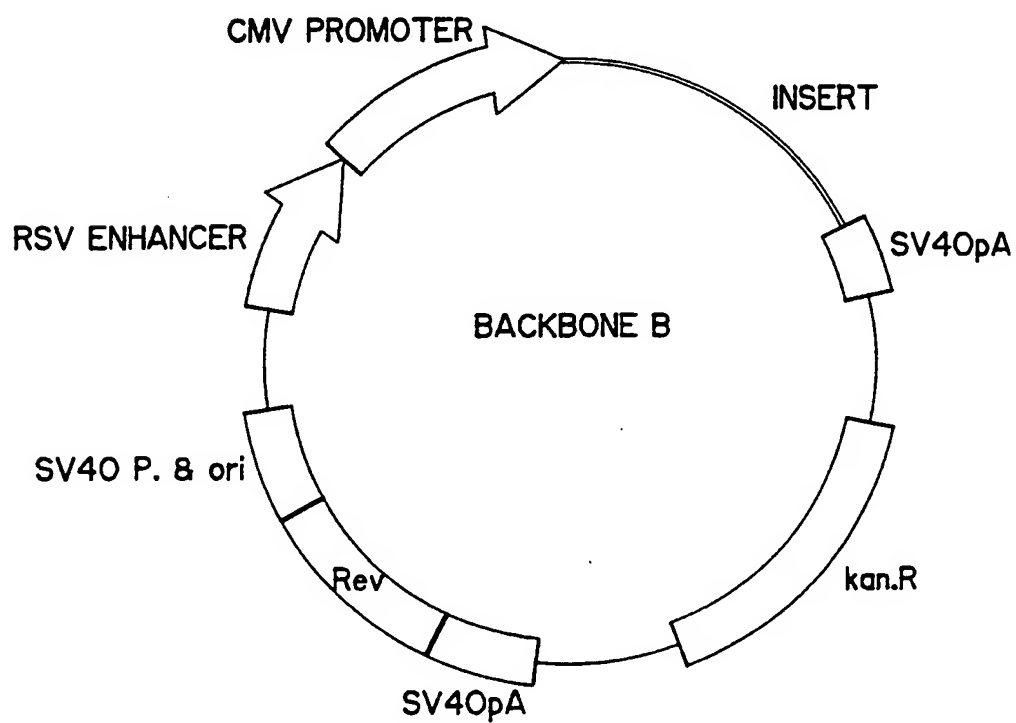 CMV PROMOTER
INSERT
RSV ENHANCER
SV40pA
BACKBONE B
SV40 P. & ori
Rev
kan.R
SV40pA